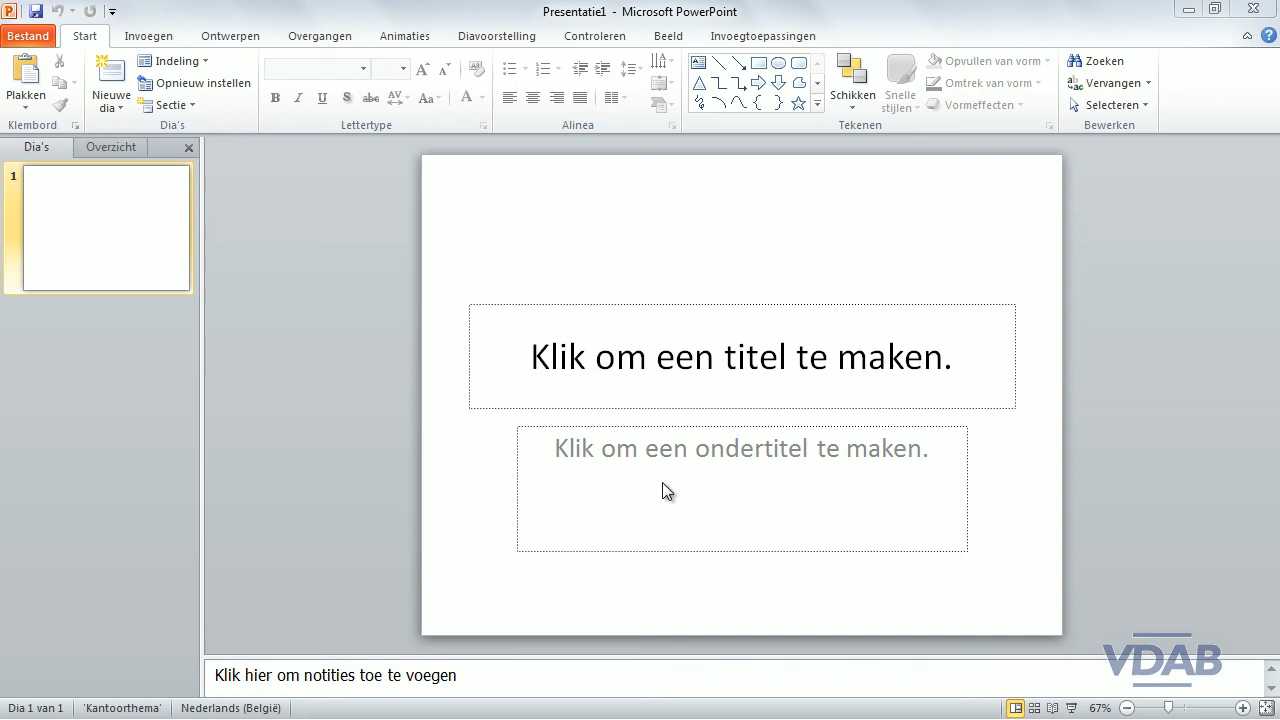 Presentatie1 - Microsoft PowerPoint
Bestand Start Invoegen Ontwerpen Overgangen Animaties Diavoorstelling Controleren Beeld Invoegtoepassingen
Plakken
Klembord
Nieuwe dia
Indeling
Opnieuw instellen
Sectie
Dia's
B I U S abc AV Aa A
Lettertype
Alinea
Schikken
Snelle stijlen
Opvullen van vorm
Omtrek van vorm
Vormeffecten
Tekenen
Zoeken
Vervangen
Selecteren
Bewerken
Dia's Overzicht
1
Klik om een titel te maken.
Klik om een ondertitel te maken.
VDAB
Klik hier om notities toe te voegen
Dia 1 van 1 'Kantoorthema' Nederlands (België) 67%